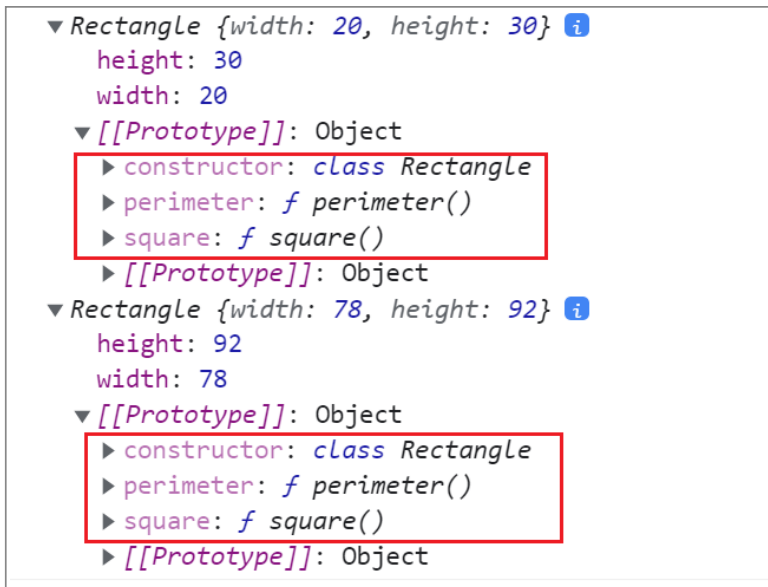 ▼ Rectangle {width: 20, height: 30} i
height: 30
width: 20
▼ [[Prototype]]: Object
▶ constructor: class Rectangle
▶ perimeter: ƒ perimeter()
▶ square: ƒ square()
▶ [[Prototype]]: Object
▼ Rectangle {width: 78, height: 92} i
height: 92
width: 78
▼ [[Prototype]]: Object
▶ constructor: class Rectangle
▶ perimeter: ƒ perimeter()
▶ square: ƒ square()
▶ [[Prototype]]: Object